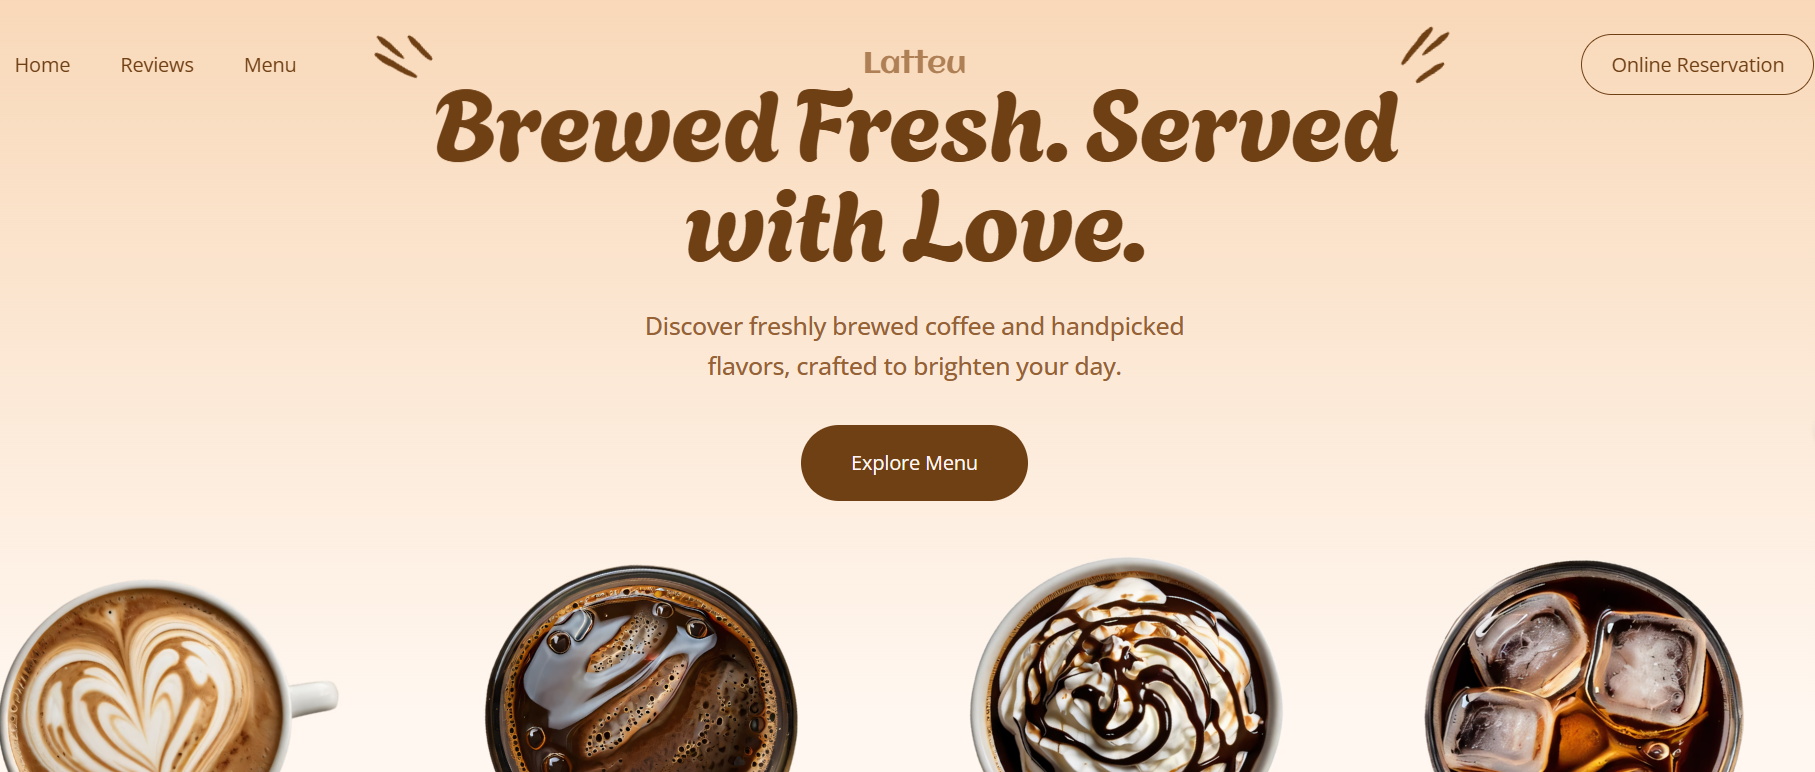 Home
Reviews
Menu
Latteu
Online Reservation
Brewed Fresh. Served
with Love.
Discover freshly brewed coffee and handpicked
flavors, crafted to brighten your day.
Explore Menu